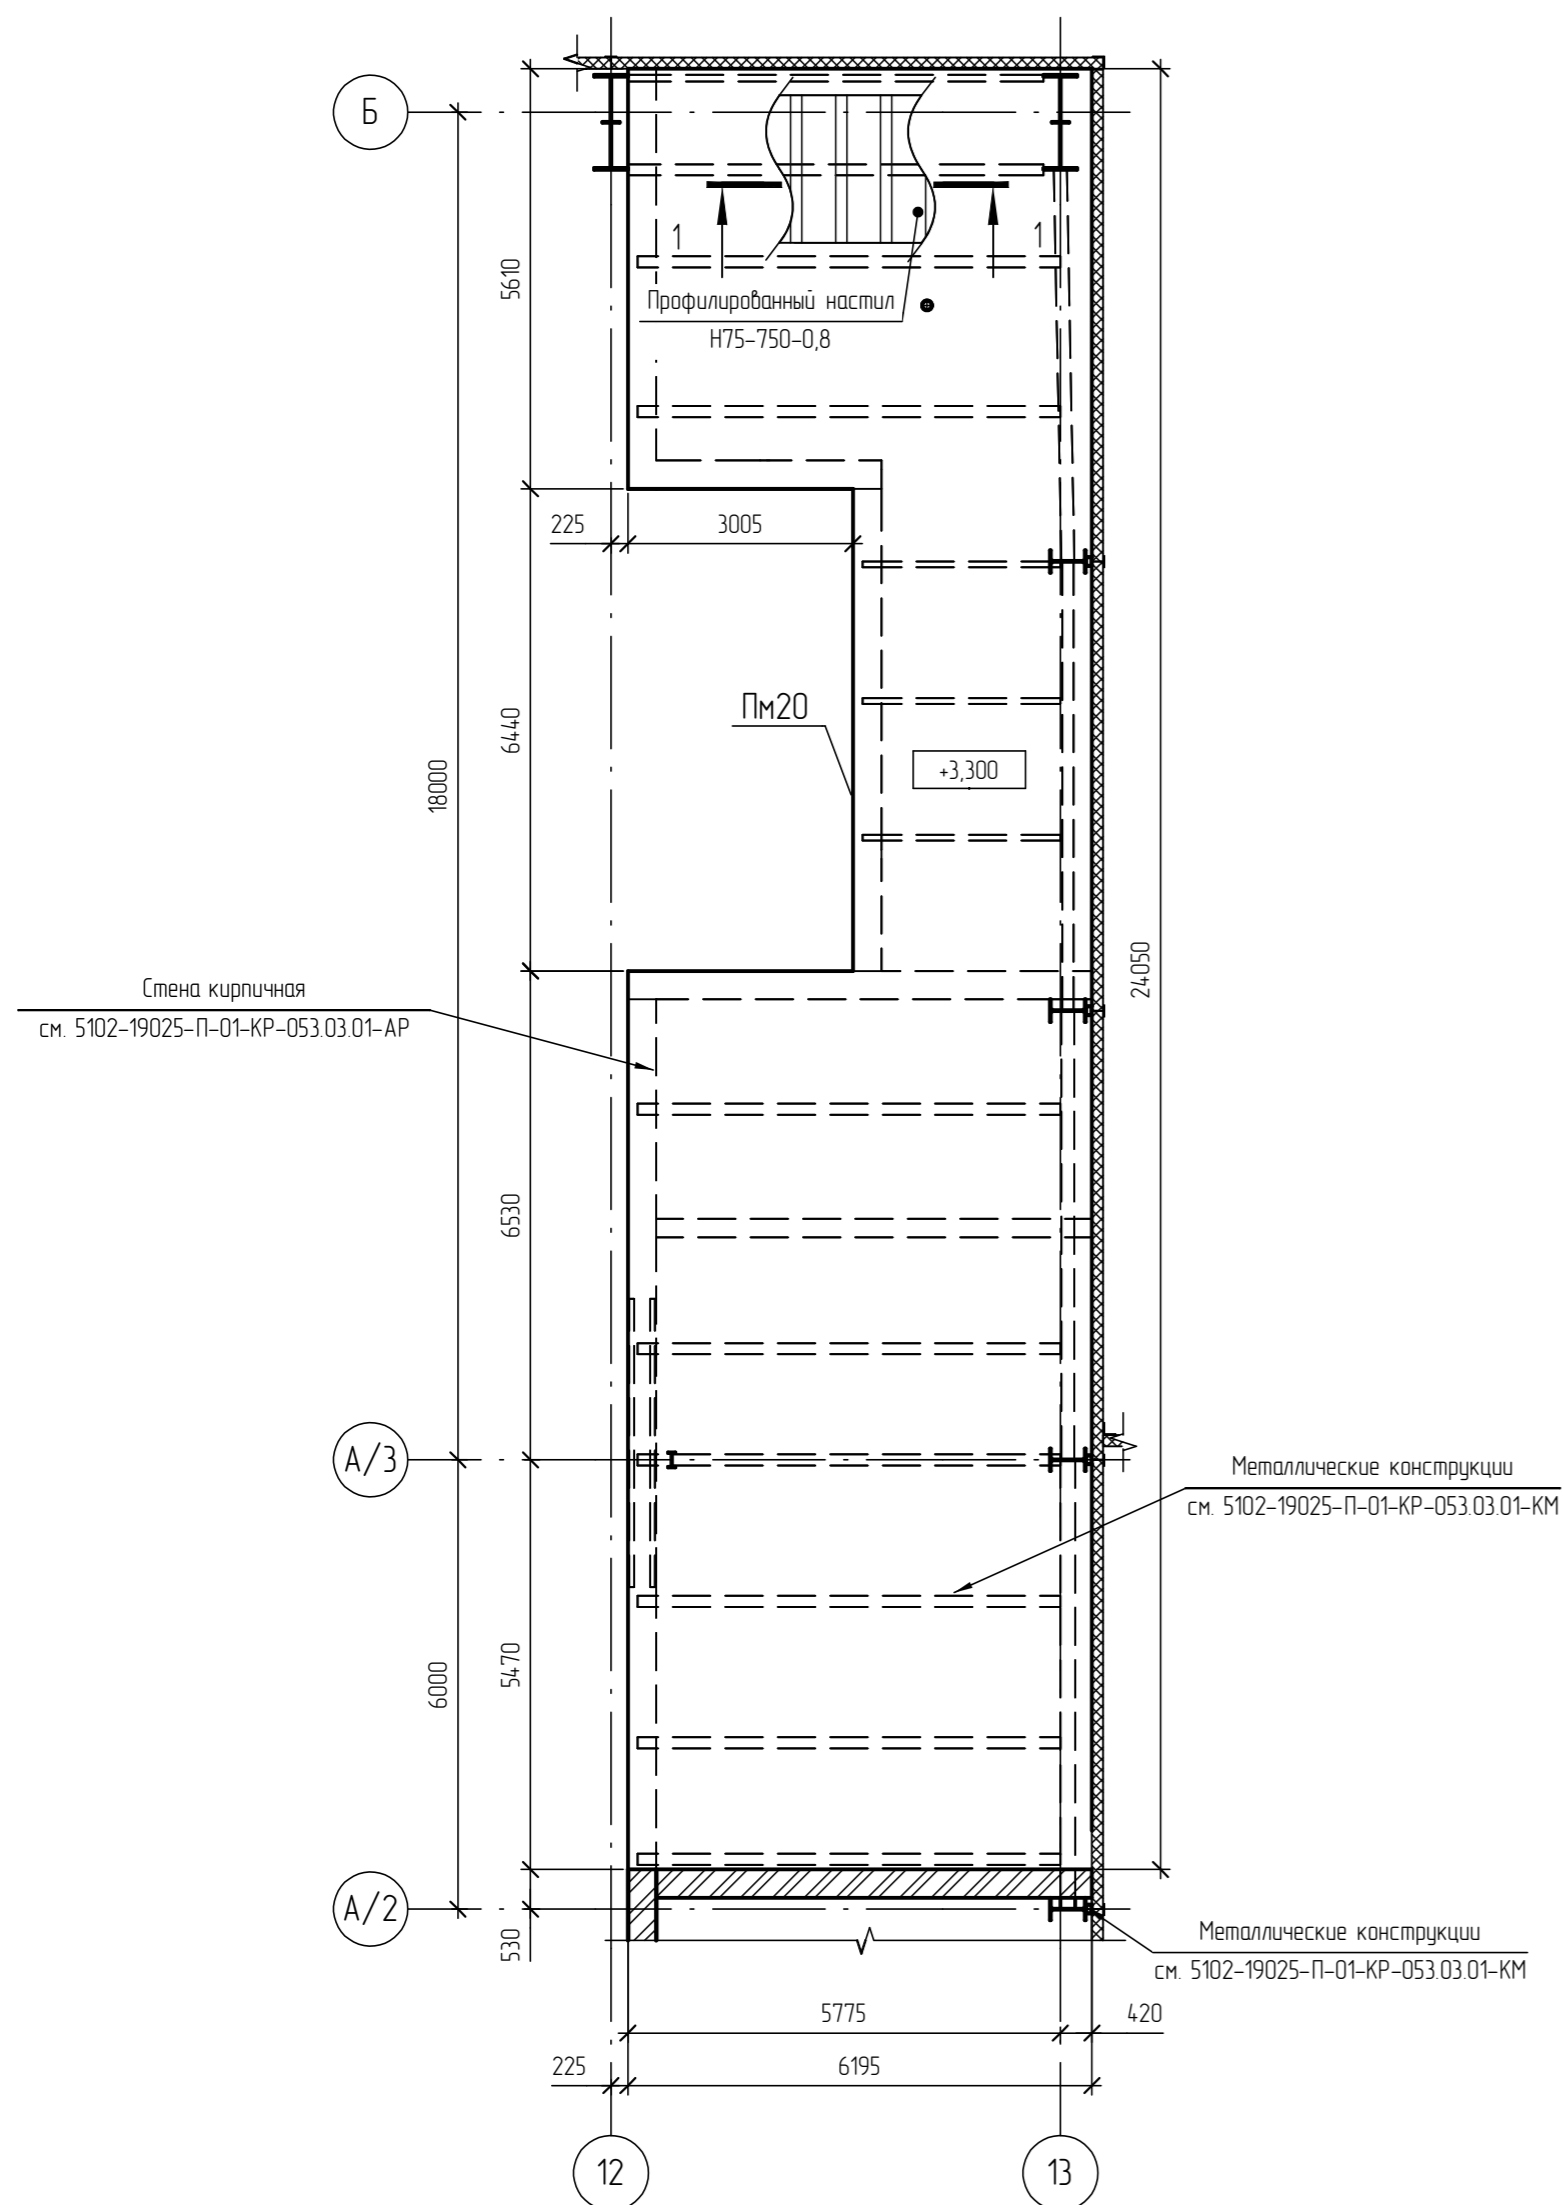 Б
5610
1
1
Профилированный настил
Н75-750-0,8
225
3005
6440
18000
Пм20
+3,300
24050
Стена кирпичная
см. 5102-19025-П-01-КР-053.03.01-АР
6530
А/3
Металлические конструкции
см. 5102-19025-П-01-КР-053.03.01-КМ
6000
5470
А/2
530
Металлические конструкции
см. 5102-19025-П-01-КР-053.03.01-КМ
5775
420
225
6195
12
13